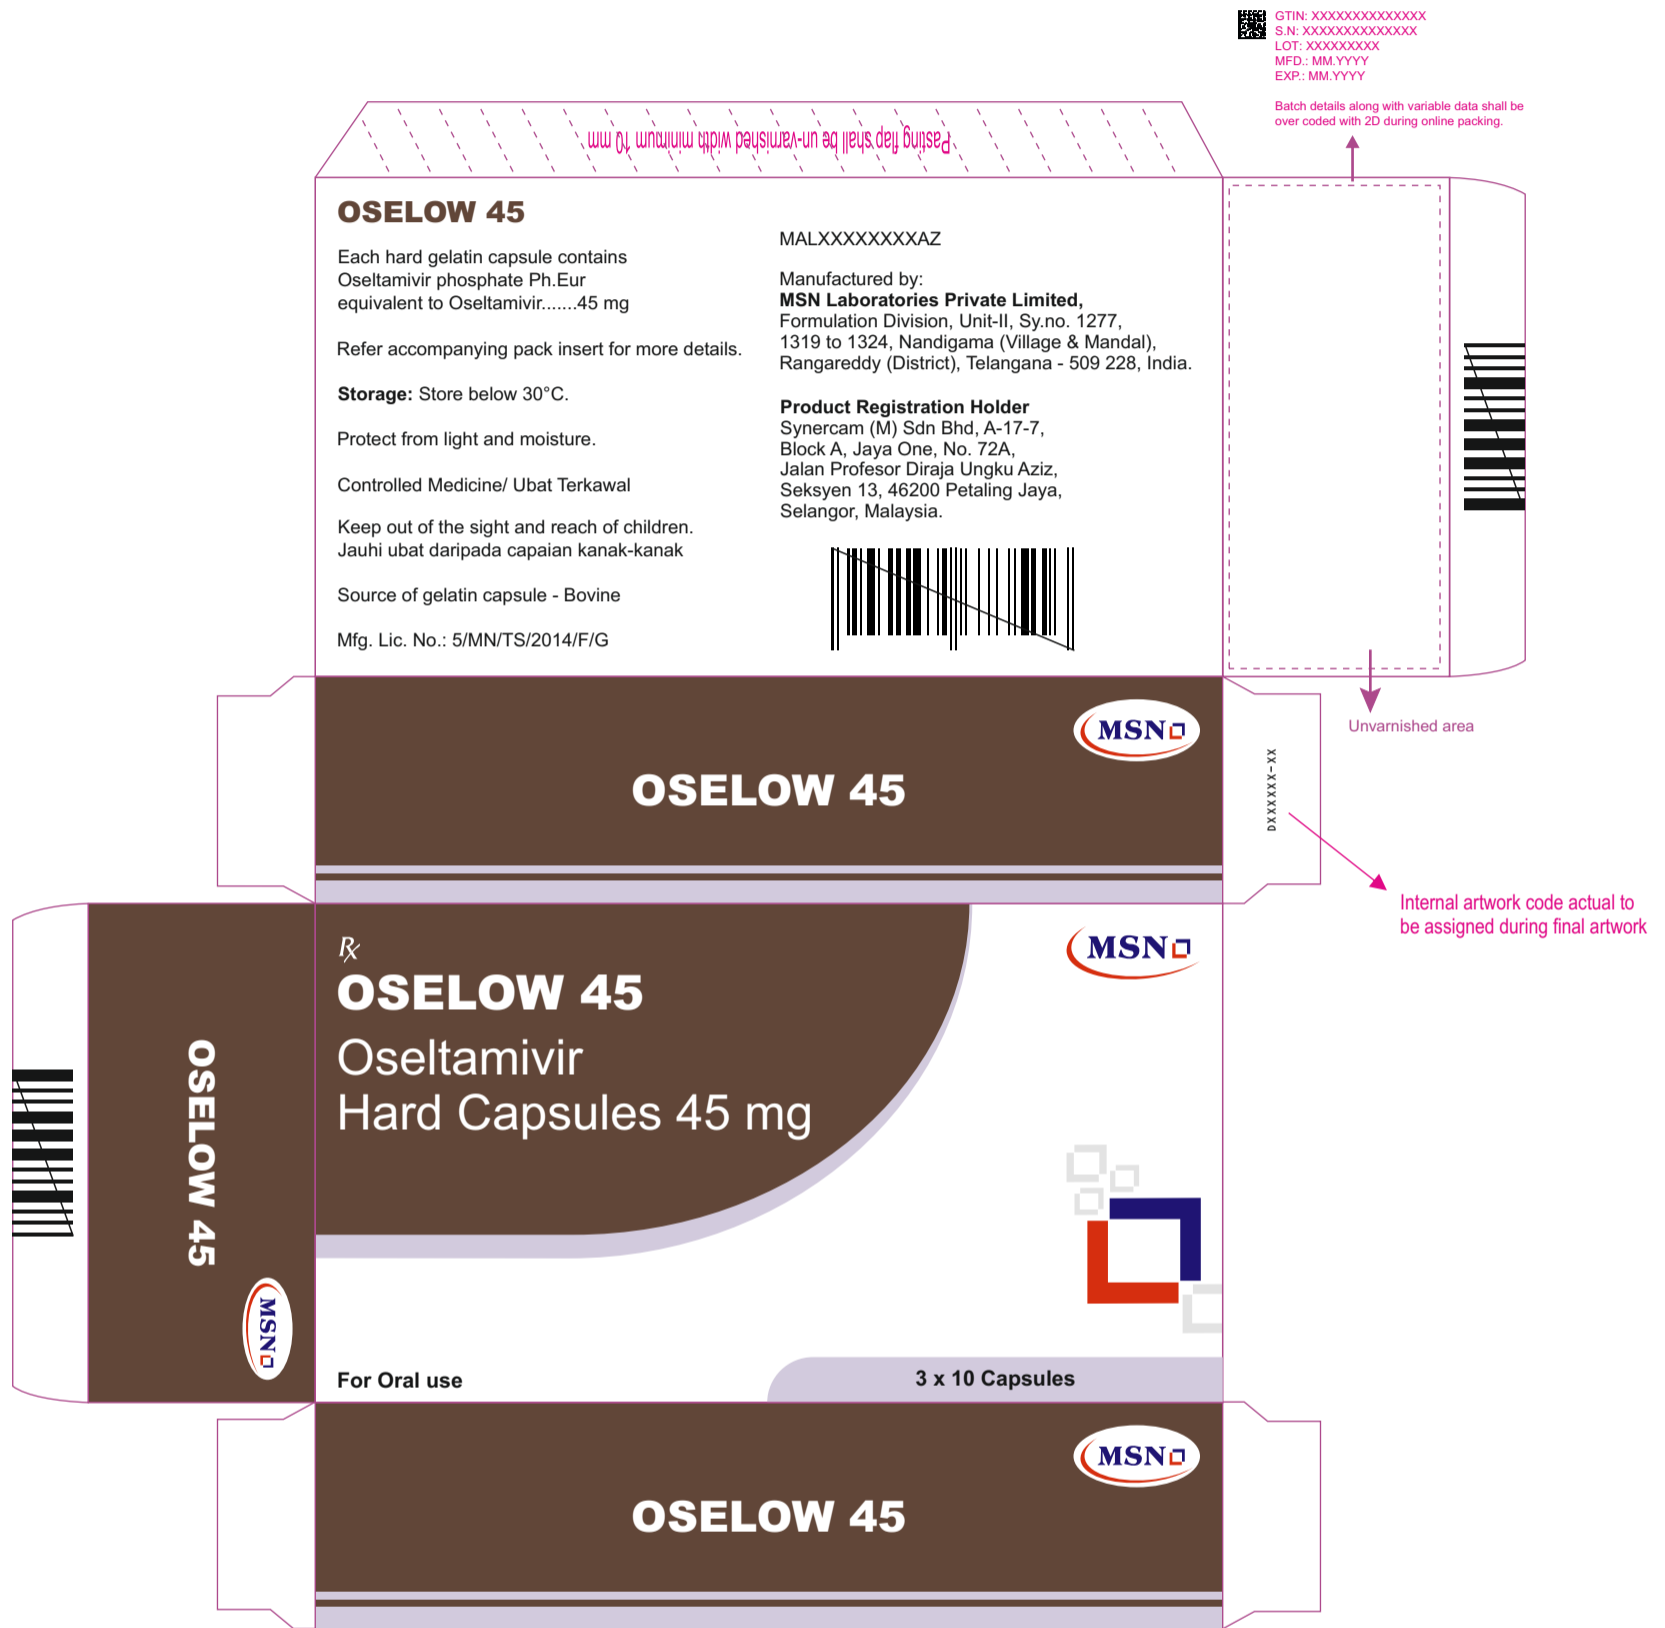 GTIN: XXXXXXXXXXXXXX
S.N: XXXXXXXXXXXXXX
LOT: XXXXXXXXX
MFD.: MM.YYYY
EXP.: MM.YYYY
Batch details along with variable data shall be
over coded with 2D during online packing.
Pasting flap shall be un-varnished width minimum 10 mm
OSELOW 45
Each hard gelatin capsule contains
Oseltamivir phosphate Ph.Eur
equivalent to Oseltamivir.......45 mg
Refer accompanying pack insert for more details.
Storage: Store below 30°C.
Protect from light and moisture.
Controlled Medicine/ Ubat Terkawal
Keep out of the sight and reach of children.
Jauhi ubat daripada capaian kanak-kanak
Source of gelatin capsule - Bovine
Mfg. Lic. No.: 5/MN/TS/2014/F/G
MALXXXXXXXXAZ
Manufactured by:
MSN Laboratories Private Limited,
Formulation Division, Unit-II, Sy.no. 1277,
1319 to 1324, Nandigama (Village & Mandal),
Rangareddy (District), Telangana - 509 228, India.
Product Registration Holder
Synercam (M) Sdn Bhd, A-17-7,
Block A, Jaya One, No. 72A,
Jalan Profesor Diraja Ungku Aziz,
Seksyen 13, 46200 Petaling Jaya,
Selangor, Malaysia.
Unvarnished area
MSN
OSELOW 45
DXXXXXX-XX
Internal artwork code actual to
be assigned during final artwork
OSELOW 45
MSN
Rx
OSELOW 45
Oseltamivir
Hard Capsules 45 mg
MSN
For Oral use
3 x 10 Capsules
MSN
OSELOW 45